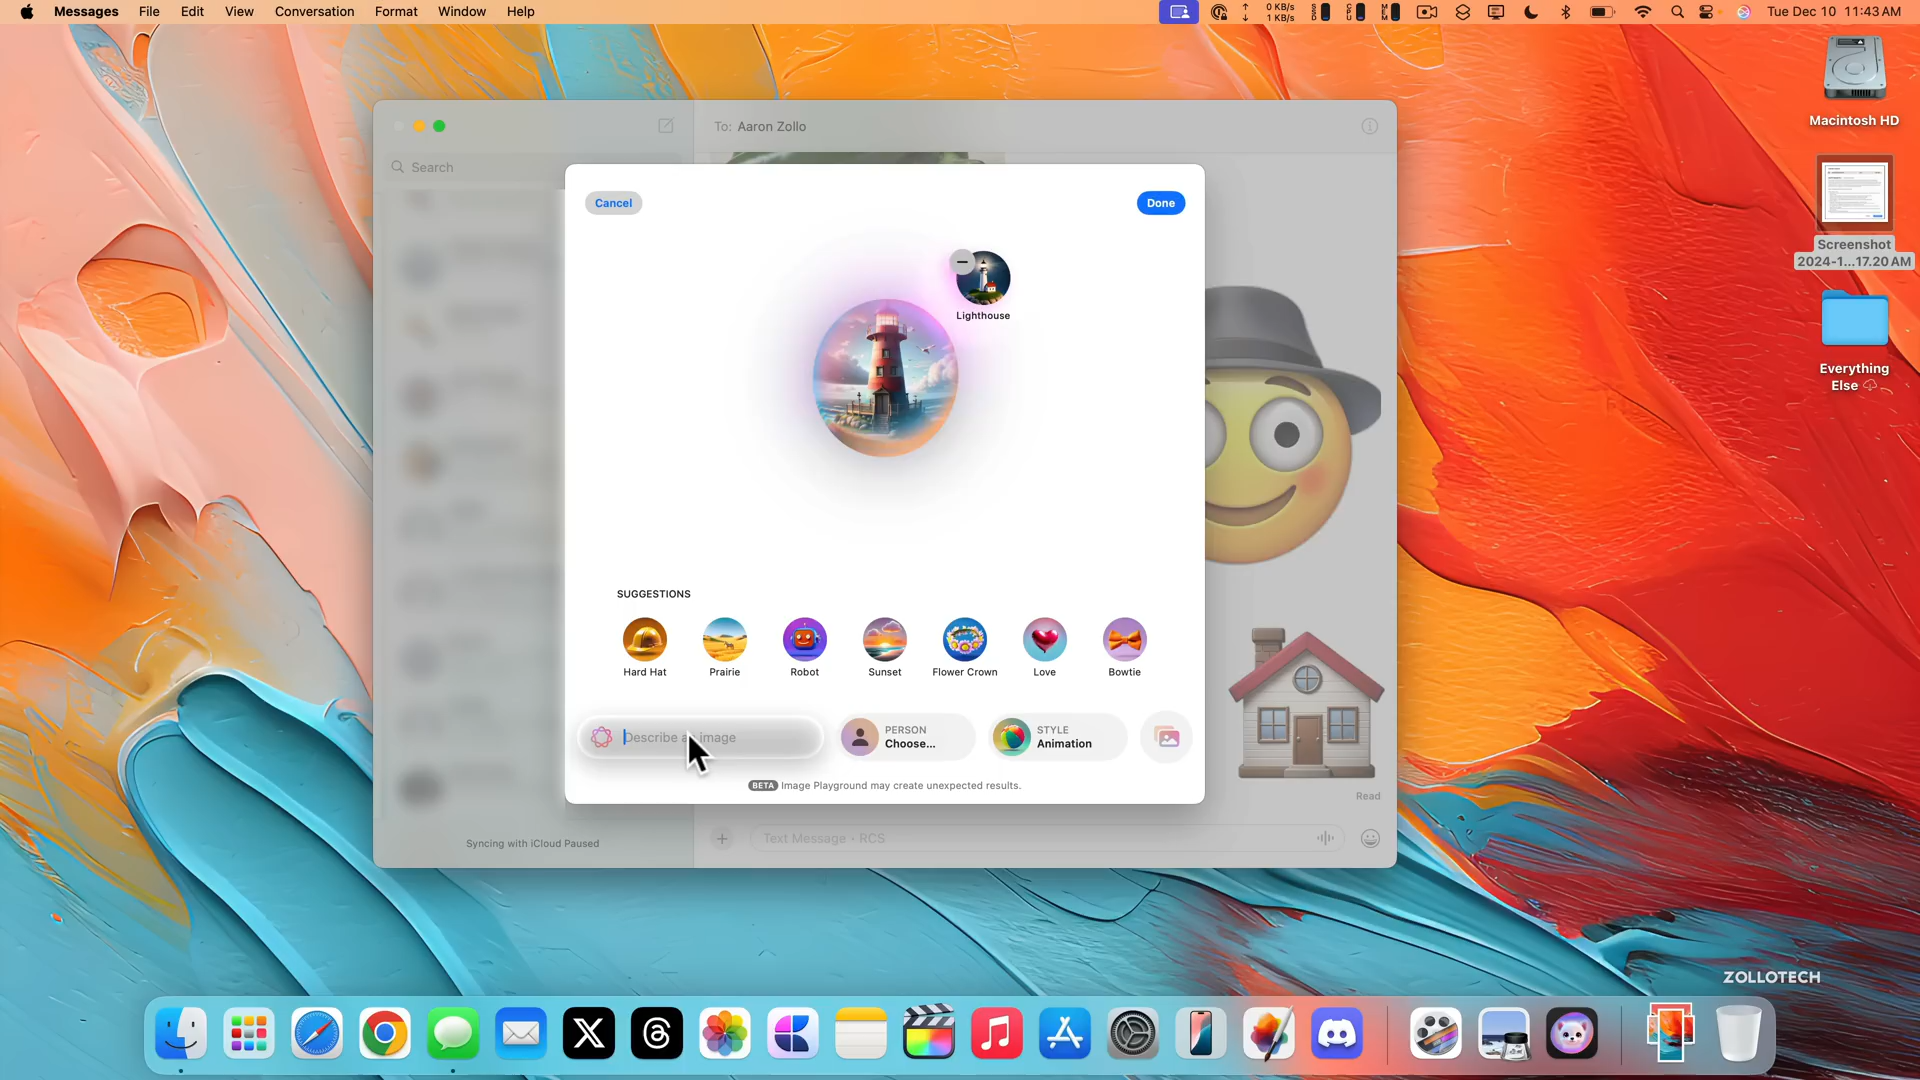 Messages File Edit View Conversation Format Window Help
0 KB/s
1 KB/s
SSD CPU MEM
Tue Dec 10 11:43 AM
Macintosh HD
Screenshot
2024-1...17.20 AM
Everything
Else
Search
To: Aaron Zollo
Cancel
Done
Lighthouse
SUGGESTIONS
Hard Hat Prairie Robot Sunset Flower Crown Love Bowtie
Describe an image
PERSON
Choose...
STYLE
Animation
BETA Image Playground may create unexpected results.
Read
Syncing with iCloud Paused
Text Message • RCS
ZOLLOTECH